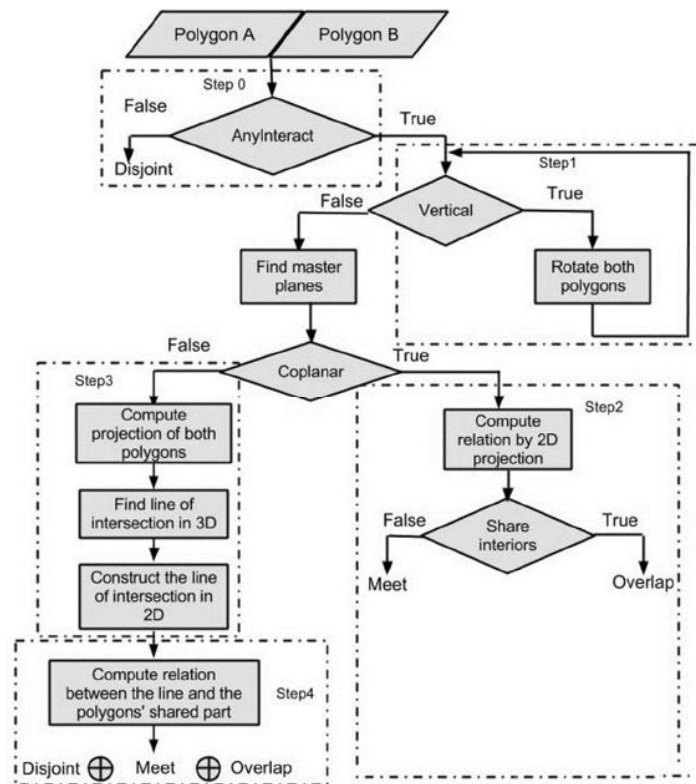 Polygon A
Polygon B
Step 0
False
True
AnyInteract
Disjoint
Step1
False
True
Vertical
Find master
planes
Rotate both
polygons
False
True
Coplanar
Step3
Step2
Compute
projection of both
polygons
Compute
relation by 2D
projection
Find line of
intersection in 3D
False
True
Share
interiors
Construct the line
of intersection in
2D
Meet
Overlap
Compute relation
between the line and the
polygons' shared part
Step4
Disjoint ⊕ Meet ⊕ Overlap